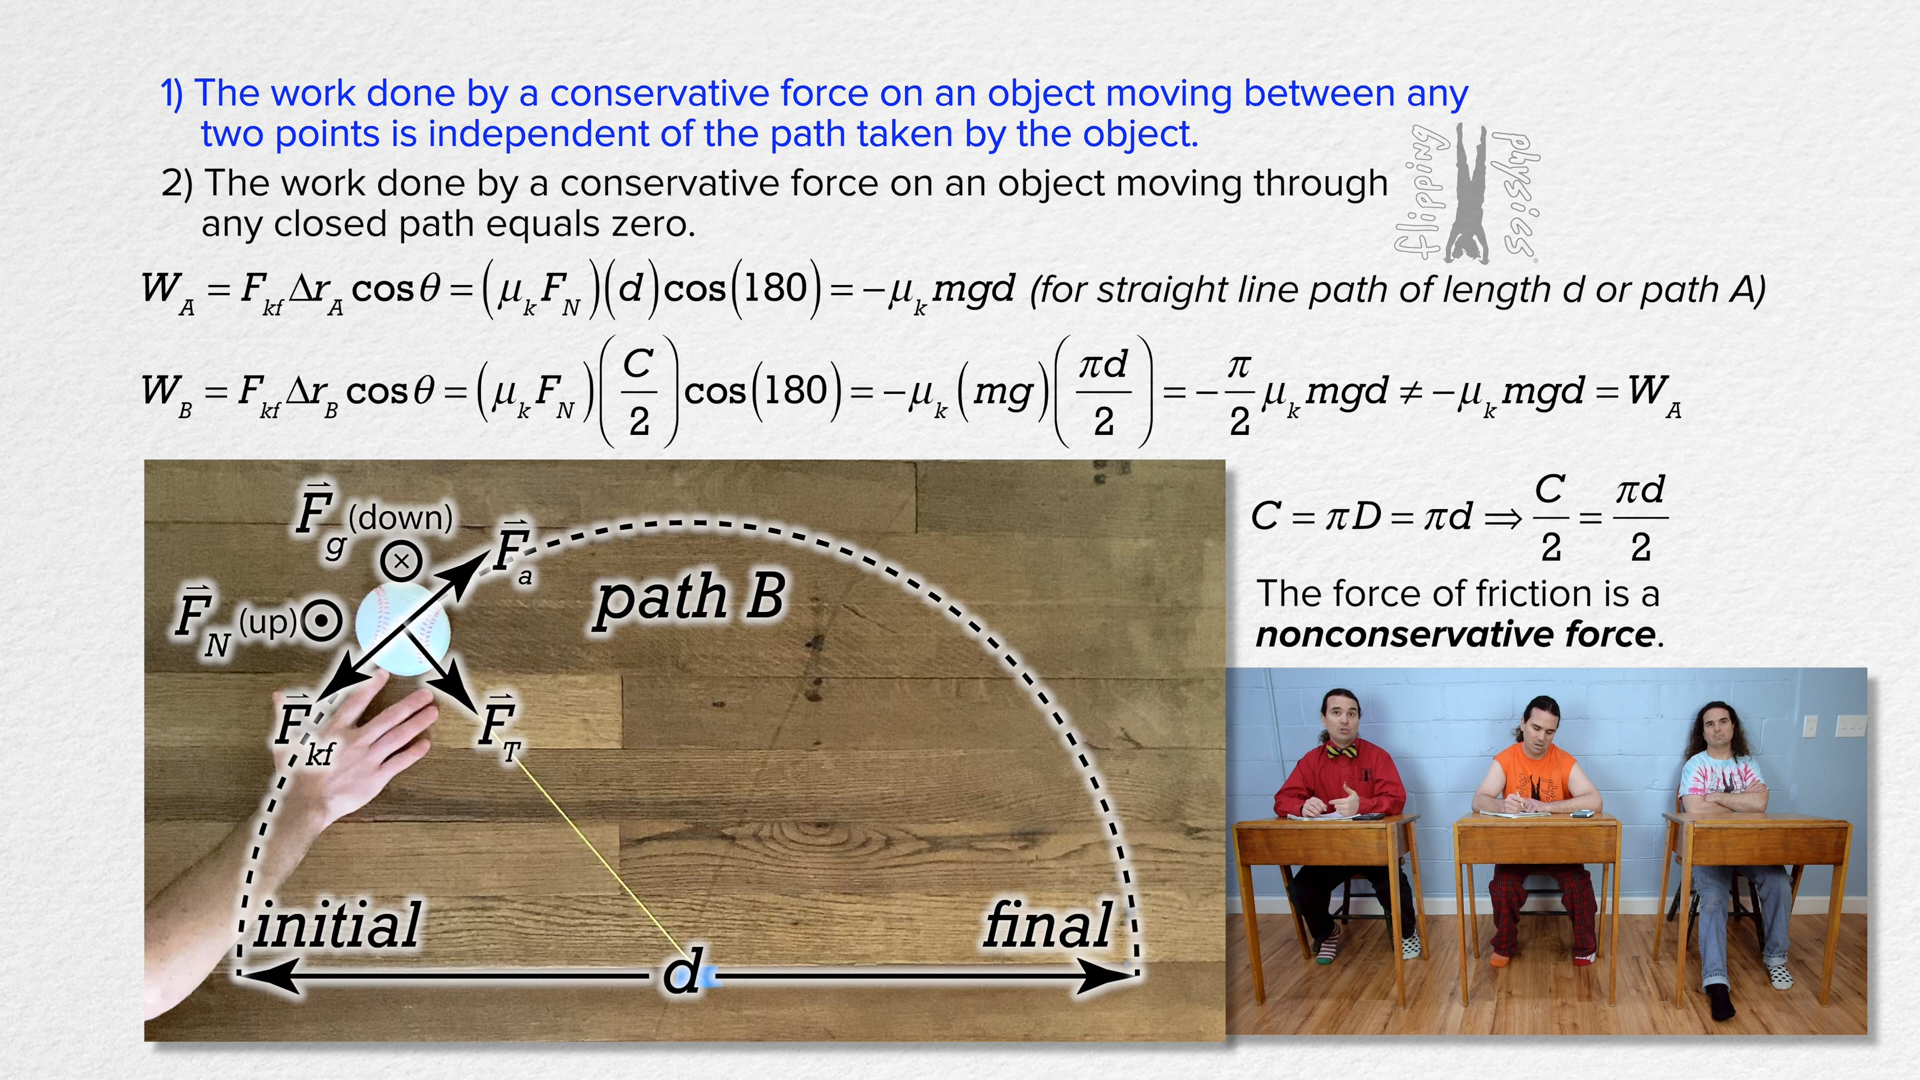 1) The work done by a conservative force on an object moving between any
two points is independent of the path taken by the object.
2) The work done by a conservative force on an object moving through
any closed path equals zero.
flipping physics
W_A = F_kf Δr_A cosθ = (μ_k F_N)(d)cos(180) = −μ_k mgd (for straight line path of length d or path A)
W_B = F_kf Δr_B cosθ = (μ_k F_N)(C/2)cos(180) = −μ_k (mg)(πd/2) = −π/2 μ_k mgd ≠ −μ_k mgd = W_A
F_g (down)
F_a
F_N (up)
path B
F_kf
F_T
initial
final
d
C = πD = πd ⇒ C/2 = πd/2
The force of friction is a
nonconservative force.